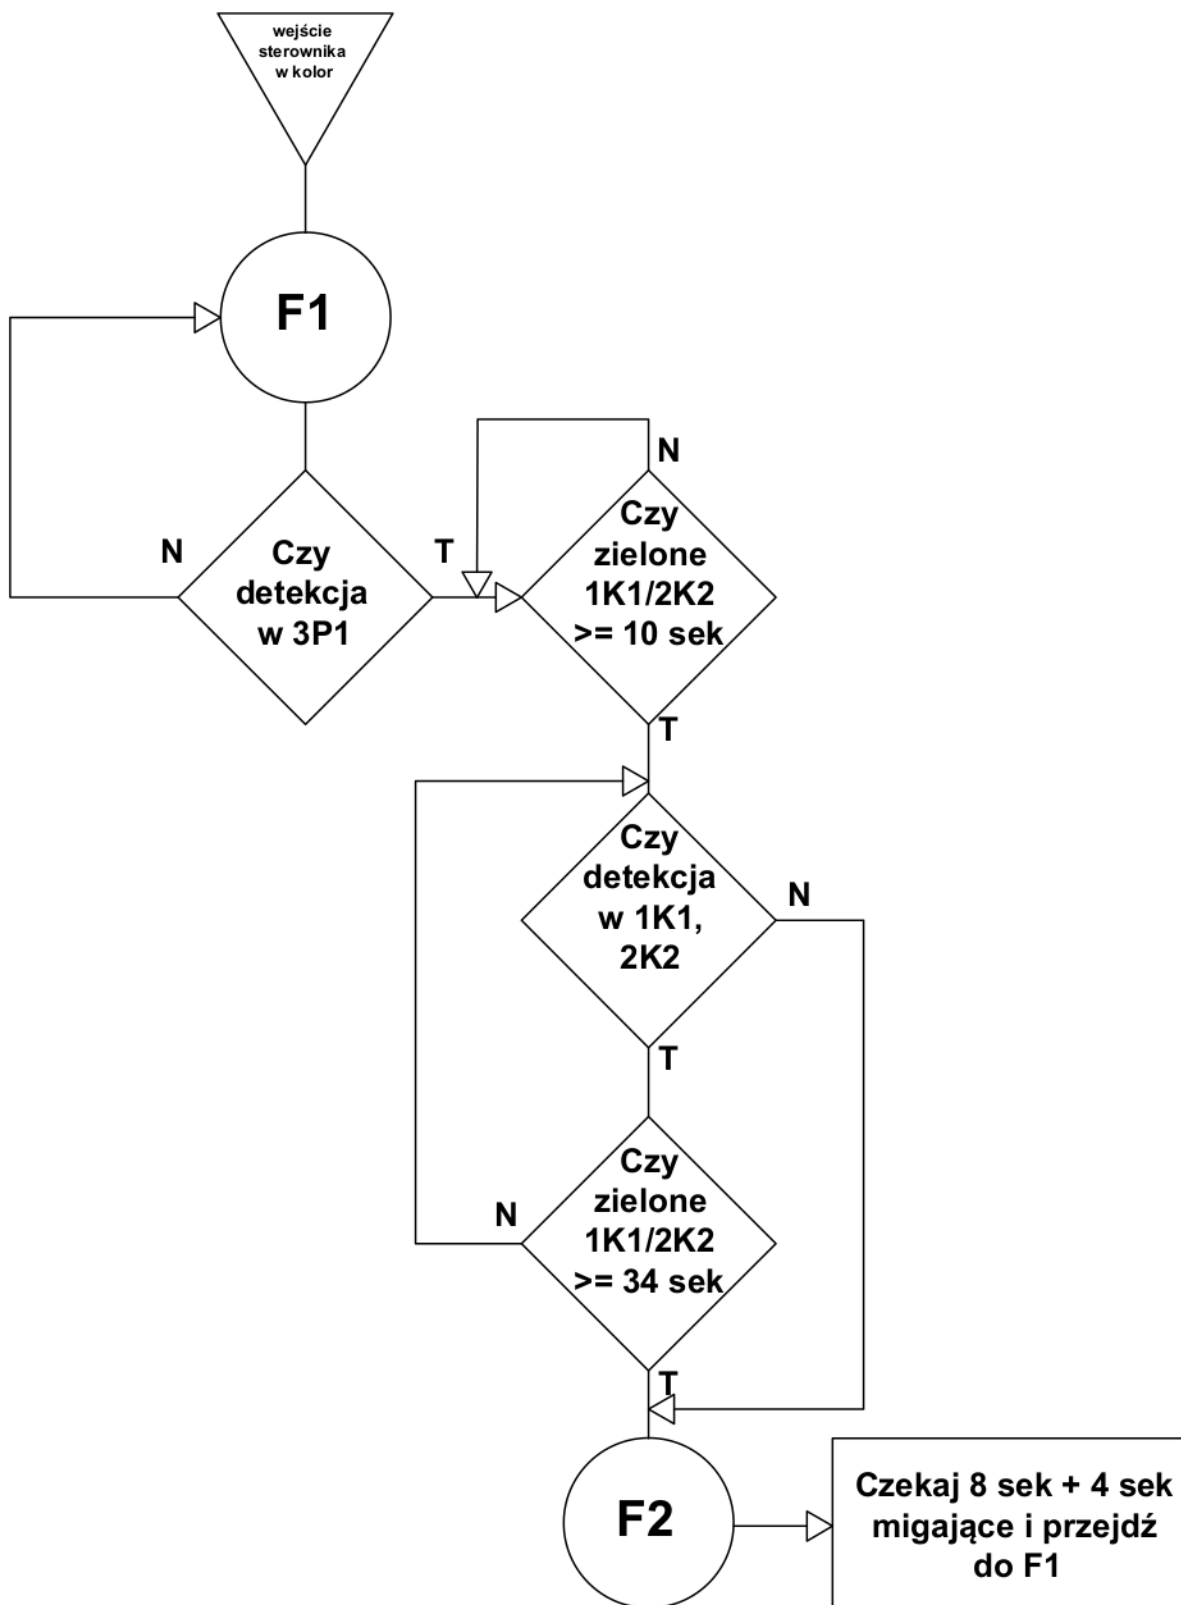 wejście
sterownika
w kolor
F1
N
Czy
detekcja
w 3P1
T
N
Czy
zielone
1K1/2K2
>= 10 sek
T
Czy
detekcja
w 1K1,
2K2
N
T
Czy
zielone
1K1/2K2
>= 34 sek
N
T
F2
Czekaj 8 sek + 4 sek
migające i przejdź
do F1